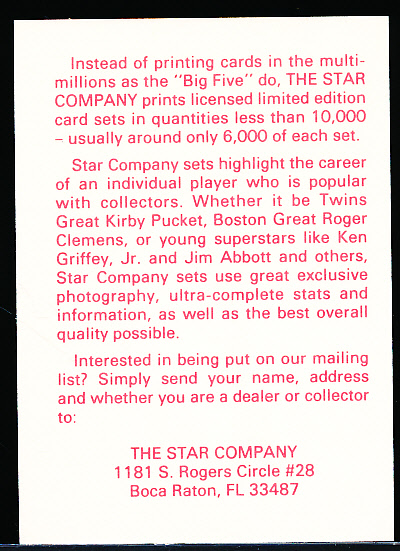 Instead of printing cards in the multi-
millions as the "Big Five" do, THE STAR
COMPANY prints licensed limited edition
card sets in quantities less than 10,000
– usually around only 6,000 of each set.
Star Company sets highlight the career
of an individual player who is popular
with collectors. Whether it be Twins
Great Kirby Pucket, Boston Great Roger
Clemens, or young superstars like Ken
Griffey, Jr. and Jim Abbott and others,
Star Company sets use great exclusive
photography, ultra-complete stats and
information, as well as the best overall
quality possible.
Interested in being put on our mailing
list? Simply send your name, address
and whether you are a dealer or collector
to:
THE STAR COMPANY
1181 S. Rogers Circle #28
Boca Raton, FL 33487